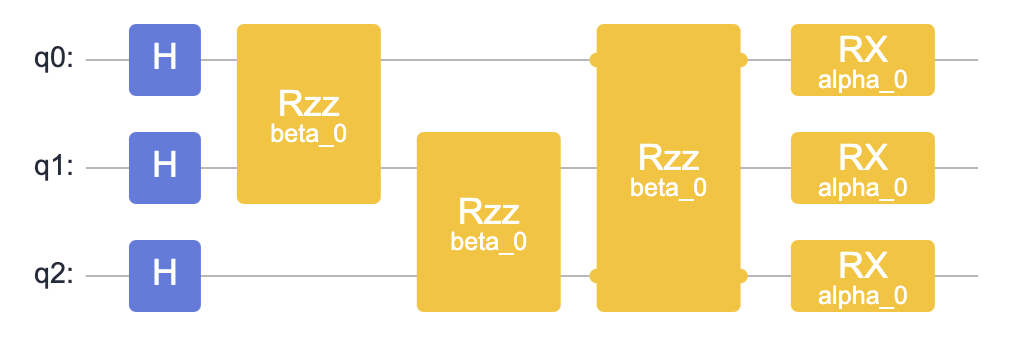 q0:
H
Rzz
beta_0
RX
alpha_0
q1:
H
Rzz
beta_0
Rzz
beta_0
RX
alpha_0
q2:
H
RX
alpha_0